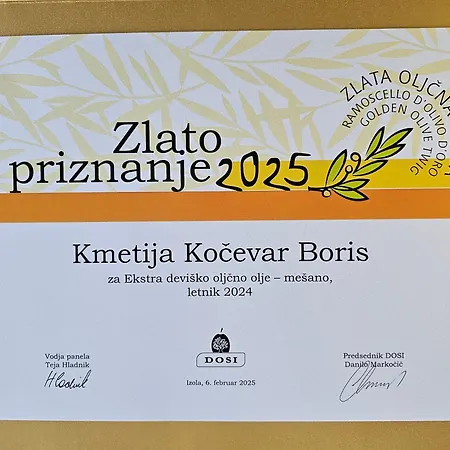 Zlato
priznanje 2025
ZLATA OLJČNA
RAMOSCELLO D'OLIVO D'ORO
GOLDEN OLIVE TWIG
Kmetija Kočevar Boris
za Ekstra deviško oljčno olje – mešano,
letnik 2024
Vodja panela
Teja Hladnik
Hladnik
DOSI
Izola, 6. februar 2025
Predsednik DOSI
Danilo Markočič